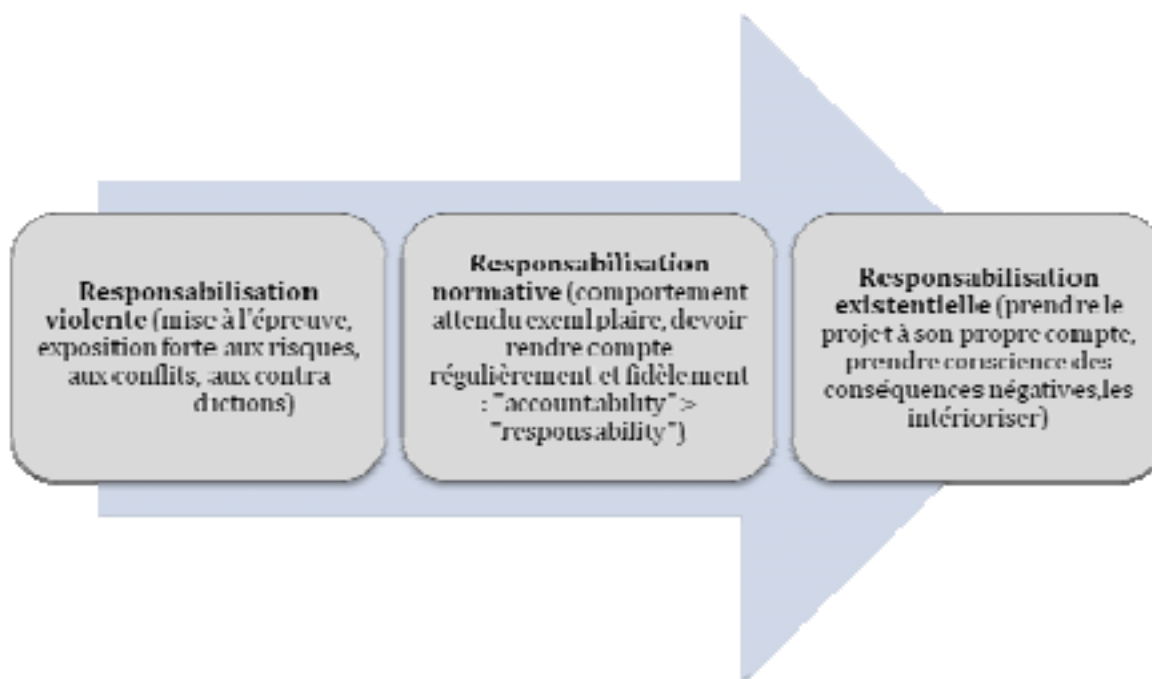 Responsabilisation
violente (mise à l'épreuve,
exposition forte aux risques,
aux conflits, aux contra
dictions)
Responsabilisation
normative (comportement
attendu exemplaire, devoir
rendre compte
régulièrement et fidèlement
: "accountability" >
"responsability")
Responsabilisation
existentielle (prendre le
projet à son propre compte,
prendre conscience des
conséquences négatives,les
intérioriser)